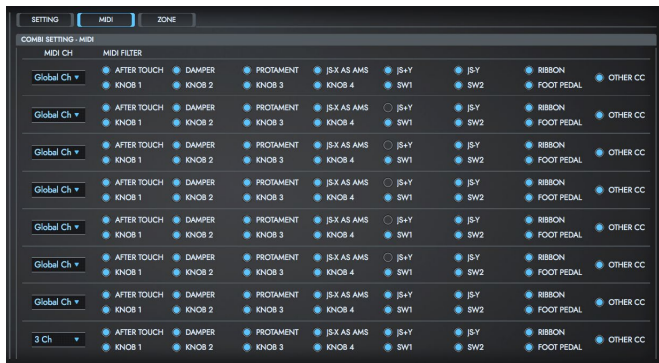 SETTING MIDI ZONE
COMBI SETTING - MIDI
MIDI CH MIDI FILTER
Global Ch AFTER TOUCH DAMPER PROTAMENT JS-X AS AMS JS+Y JS-Y RIBBON OTHER CC
KNOB 1 KNOB 2 KNOB 3 KNOB 4 SW1 SW2 FOOT PEDAL
Global Ch AFTER TOUCH DAMPER PROTAMENT JS-X AS AMS JS+Y JS-Y RIBBON OTHER CC
KNOB 1 KNOB 2 KNOB 3 KNOB 4 SW1 SW2 FOOT PEDAL
Global Ch AFTER TOUCH DAMPER PROTAMENT JS-X AS AMS JS+Y JS-Y RIBBON OTHER CC
KNOB 1 KNOB 2 KNOB 3 KNOB 4 SW1 SW2 FOOT PEDAL
Global Ch AFTER TOUCH DAMPER PROTAMENT JS-X AS AMS JS+Y JS-Y RIBBON OTHER CC
KNOB 1 KNOB 2 KNOB 3 KNOB 4 SW1 SW2 FOOT PEDAL
Global Ch AFTER TOUCH DAMPER PROTAMENT JS-X AS AMS JS+Y JS-Y RIBBON OTHER CC
KNOB 1 KNOB 2 KNOB 3 KNOB 4 SW1 SW2 FOOT PEDAL
Global Ch AFTER TOUCH DAMPER PROTAMENT JS-X AS AMS JS+Y JS-Y RIBBON OTHER CC
KNOB 1 KNOB 2 KNOB 3 KNOB 4 SW1 SW2 FOOT PEDAL
Global Ch AFTER TOUCH DAMPER PROTAMENT JS-X AS AMS JS+Y JS-Y RIBBON OTHER CC
KNOB 1 KNOB 2 KNOB 3 KNOB 4 SW1 SW2 FOOT PEDAL
3 Ch AFTER TOUCH DAMPER PROTAMENT JS-X AS AMS JS+Y JS-Y RIBBON OTHER CC
KNOB 1 KNOB 2 KNOB 3 KNOB 4 SW1 SW2 FOOT PEDAL